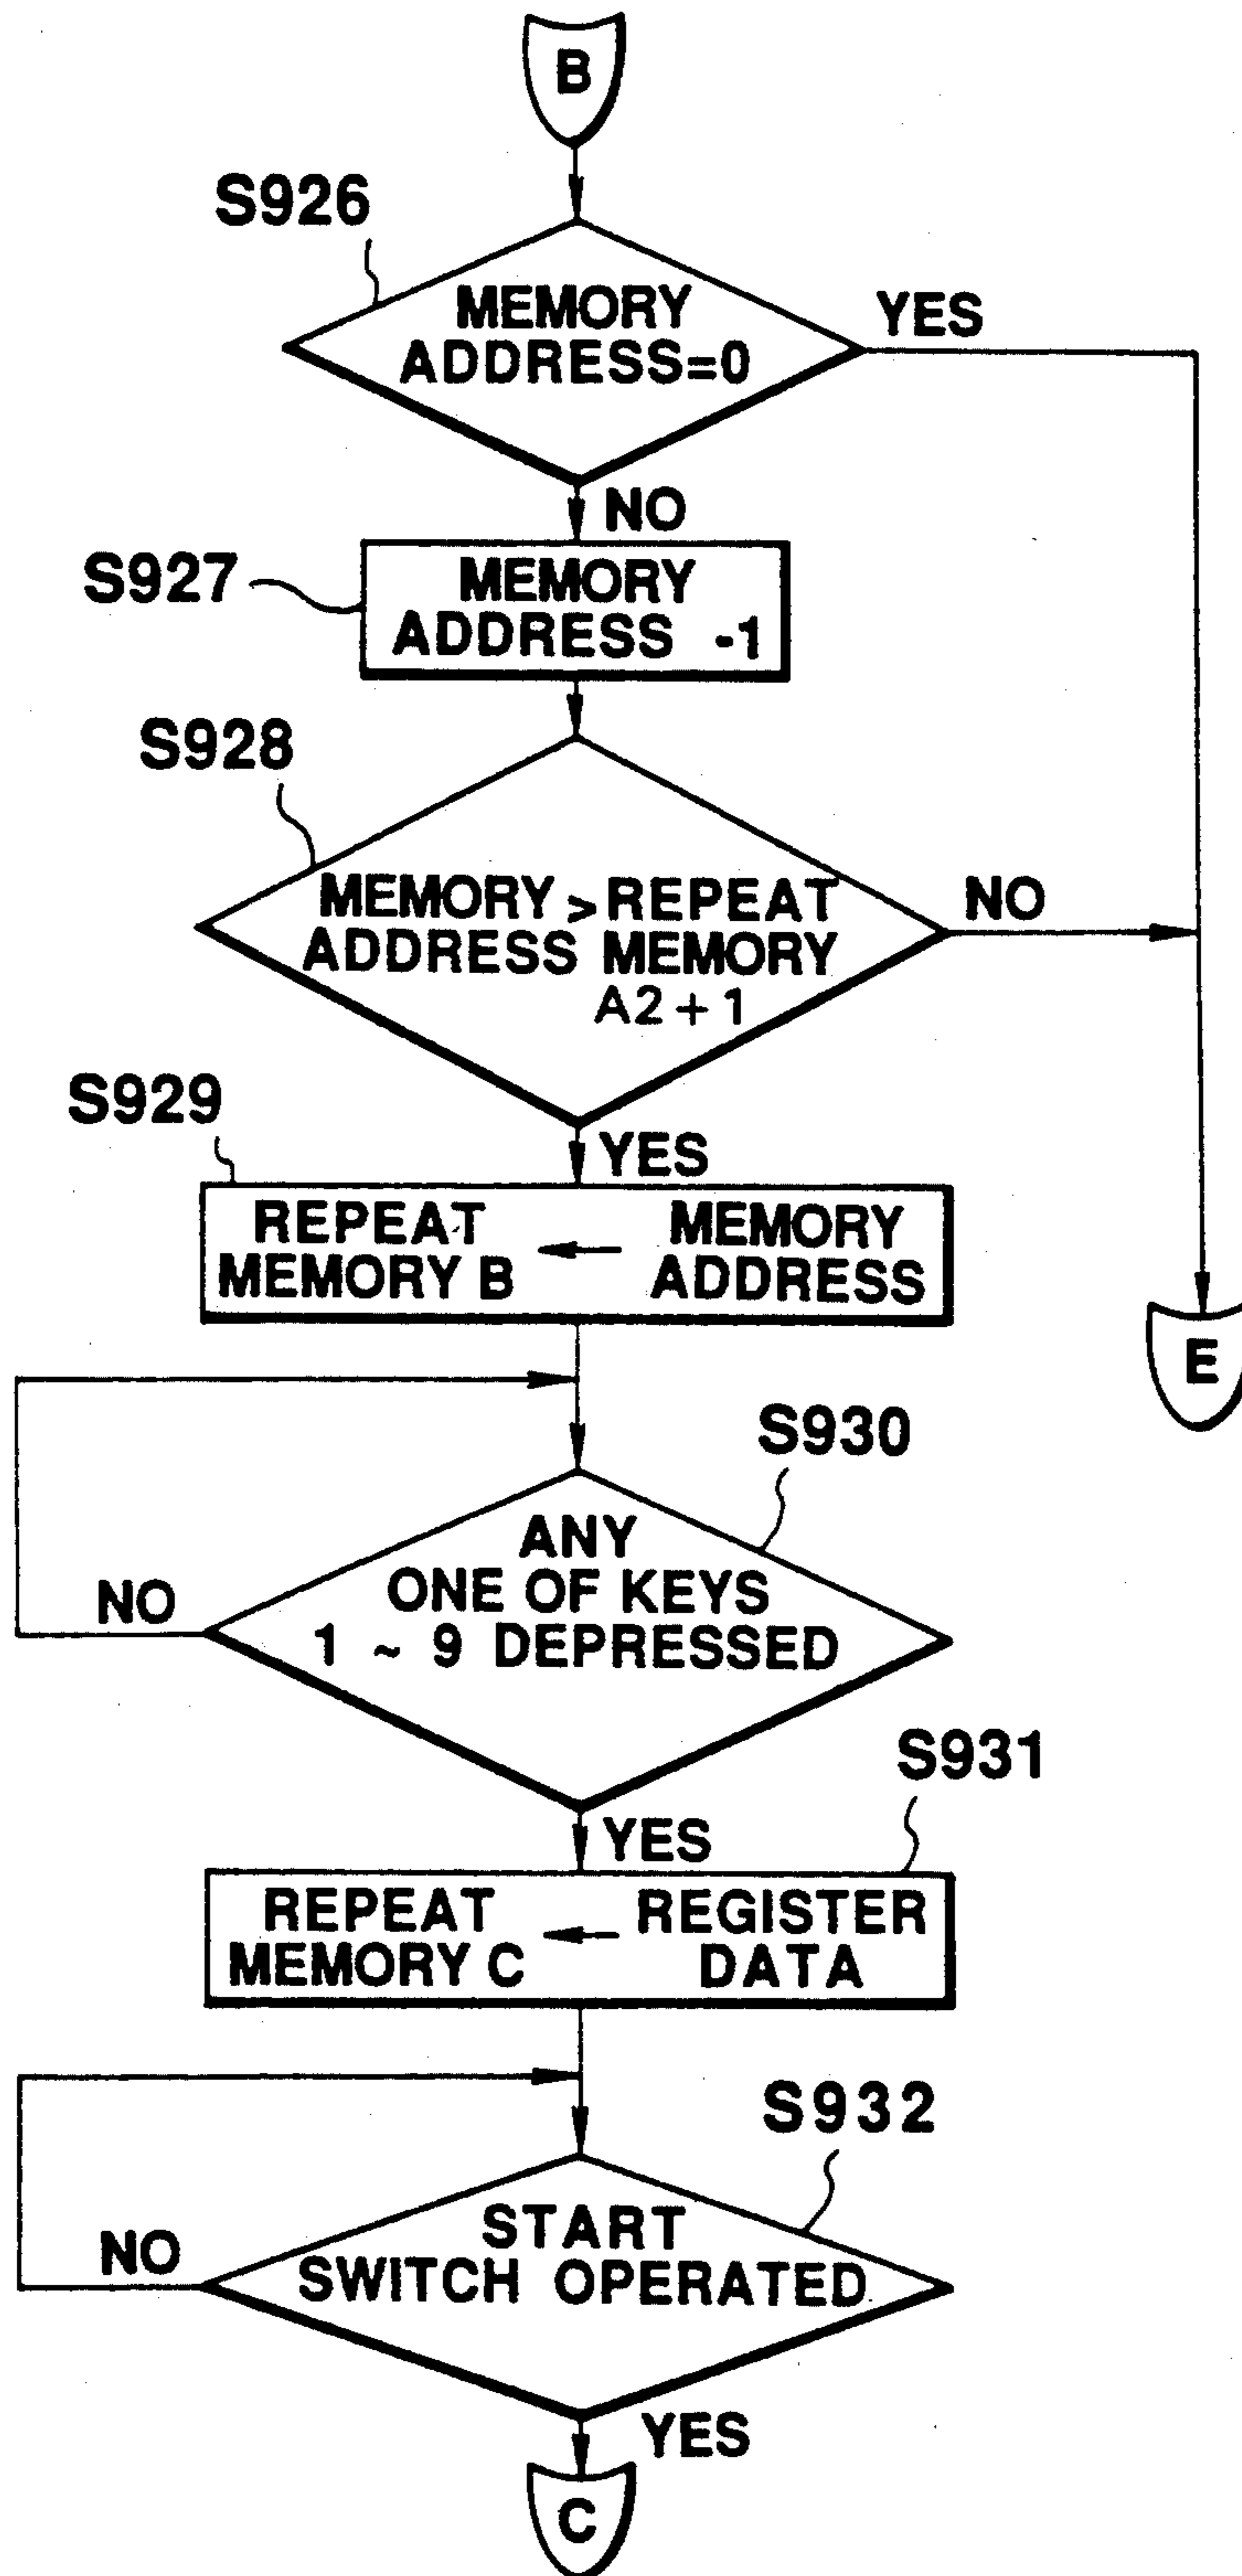 B
S926
MEMORY
ADDRESS=0
YES
NO
S927
MEMORY
ADDRESS -1
S928
MEMORY > REPEAT
ADDRESS MEMORY
A2+1
NO
S929
YES
REPEAT MEMORY
MEMORY B ← ADDRESS
E
S930
ANY
ONE OF KEYS
1 ~ 9 DEPRESSED
NO
S931
YES
REPEAT ← REGISTER
MEMORY C DATA
S932
START
SWITCH OPERATED
NO
YES
C